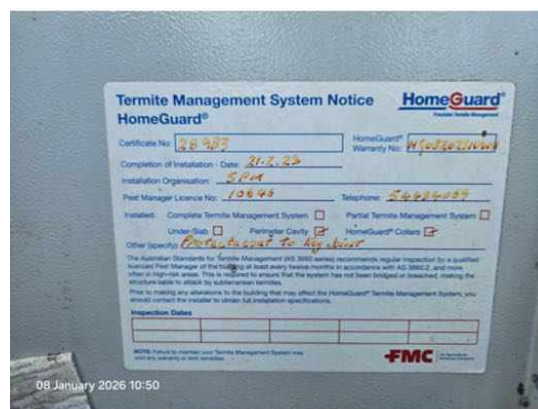 Termite Management System Notice
HomeGuard®
HomeGuard®
Precision Termite Management
Certificate No: 28983
HomeGuard® Warranty No:
Completion of Installation - Date: 21-2.23
Installation Organisation: SPM
Pest Manager Licence No: 10646 Telephone:
Installed: Complete Termite Management System Partial Termite Management System
Under-Slab Perimeter Cavity HomeGuard® Collars
Other (specify) to joint
The Australian Standards for Termite Management (AS 3660 series) recommends regular inspection by a qualified
licenced Pest Manager of the building at least every twelve months in accordance with AS 3660.2, and more
often in high-risk areas. This is required to ensure that the system has not been bridged or breached, making the
structure liable to attack by subterranean termites.
Prior to making any alterations to the building that may affect the HomeGuard® Termite Management System, you
should contact the installer to obtain full installation specifications.
Inspection Dates
NOTE: Failure to maintain your Termite Management System may
void any warranty or limit remedies.
FMC
08 January 2026 10:50